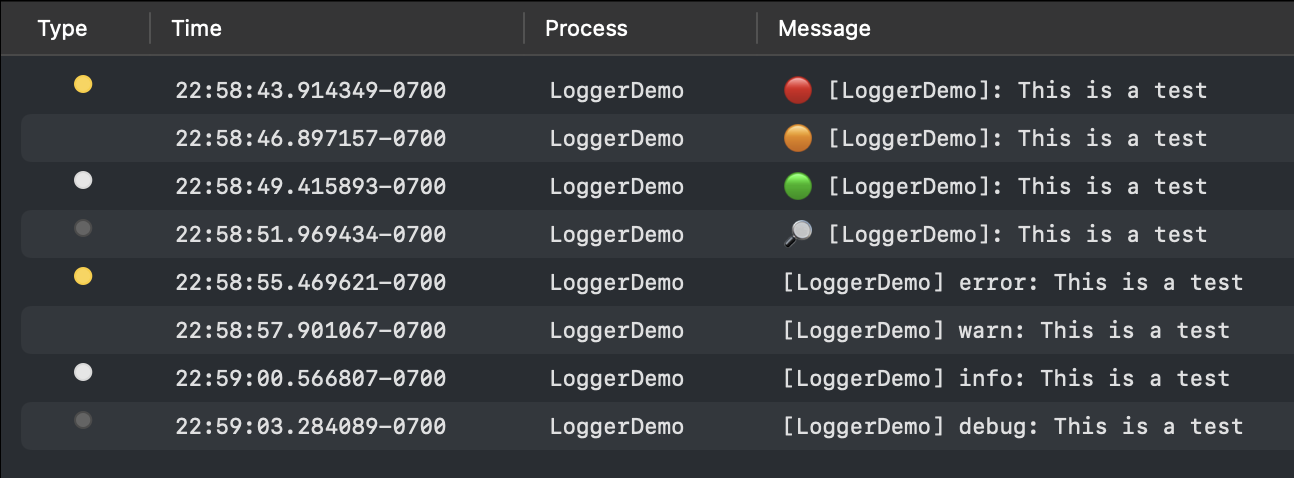 Type Time Process Message
22:58:43.914349-0700 LoggerDemo 🔴 [LoggerDemo]: This is a test
22:58:46.897157-0700 LoggerDemo 🟠 [LoggerDemo]: This is a test
22:58:49.415893-0700 LoggerDemo 🟢 [LoggerDemo]: This is a test
22:58:51.969434-0700 LoggerDemo 🔎 [LoggerDemo]: This is a test
22:58:55.469621-0700 LoggerDemo [LoggerDemo] error: This is a test
22:58:57.901067-0700 LoggerDemo [LoggerDemo] warn: This is a test
22:59:00.566807-0700 LoggerDemo [LoggerDemo] info: This is a test
22:59:03.284089-0700 LoggerDemo [LoggerDemo] debug: This is a test